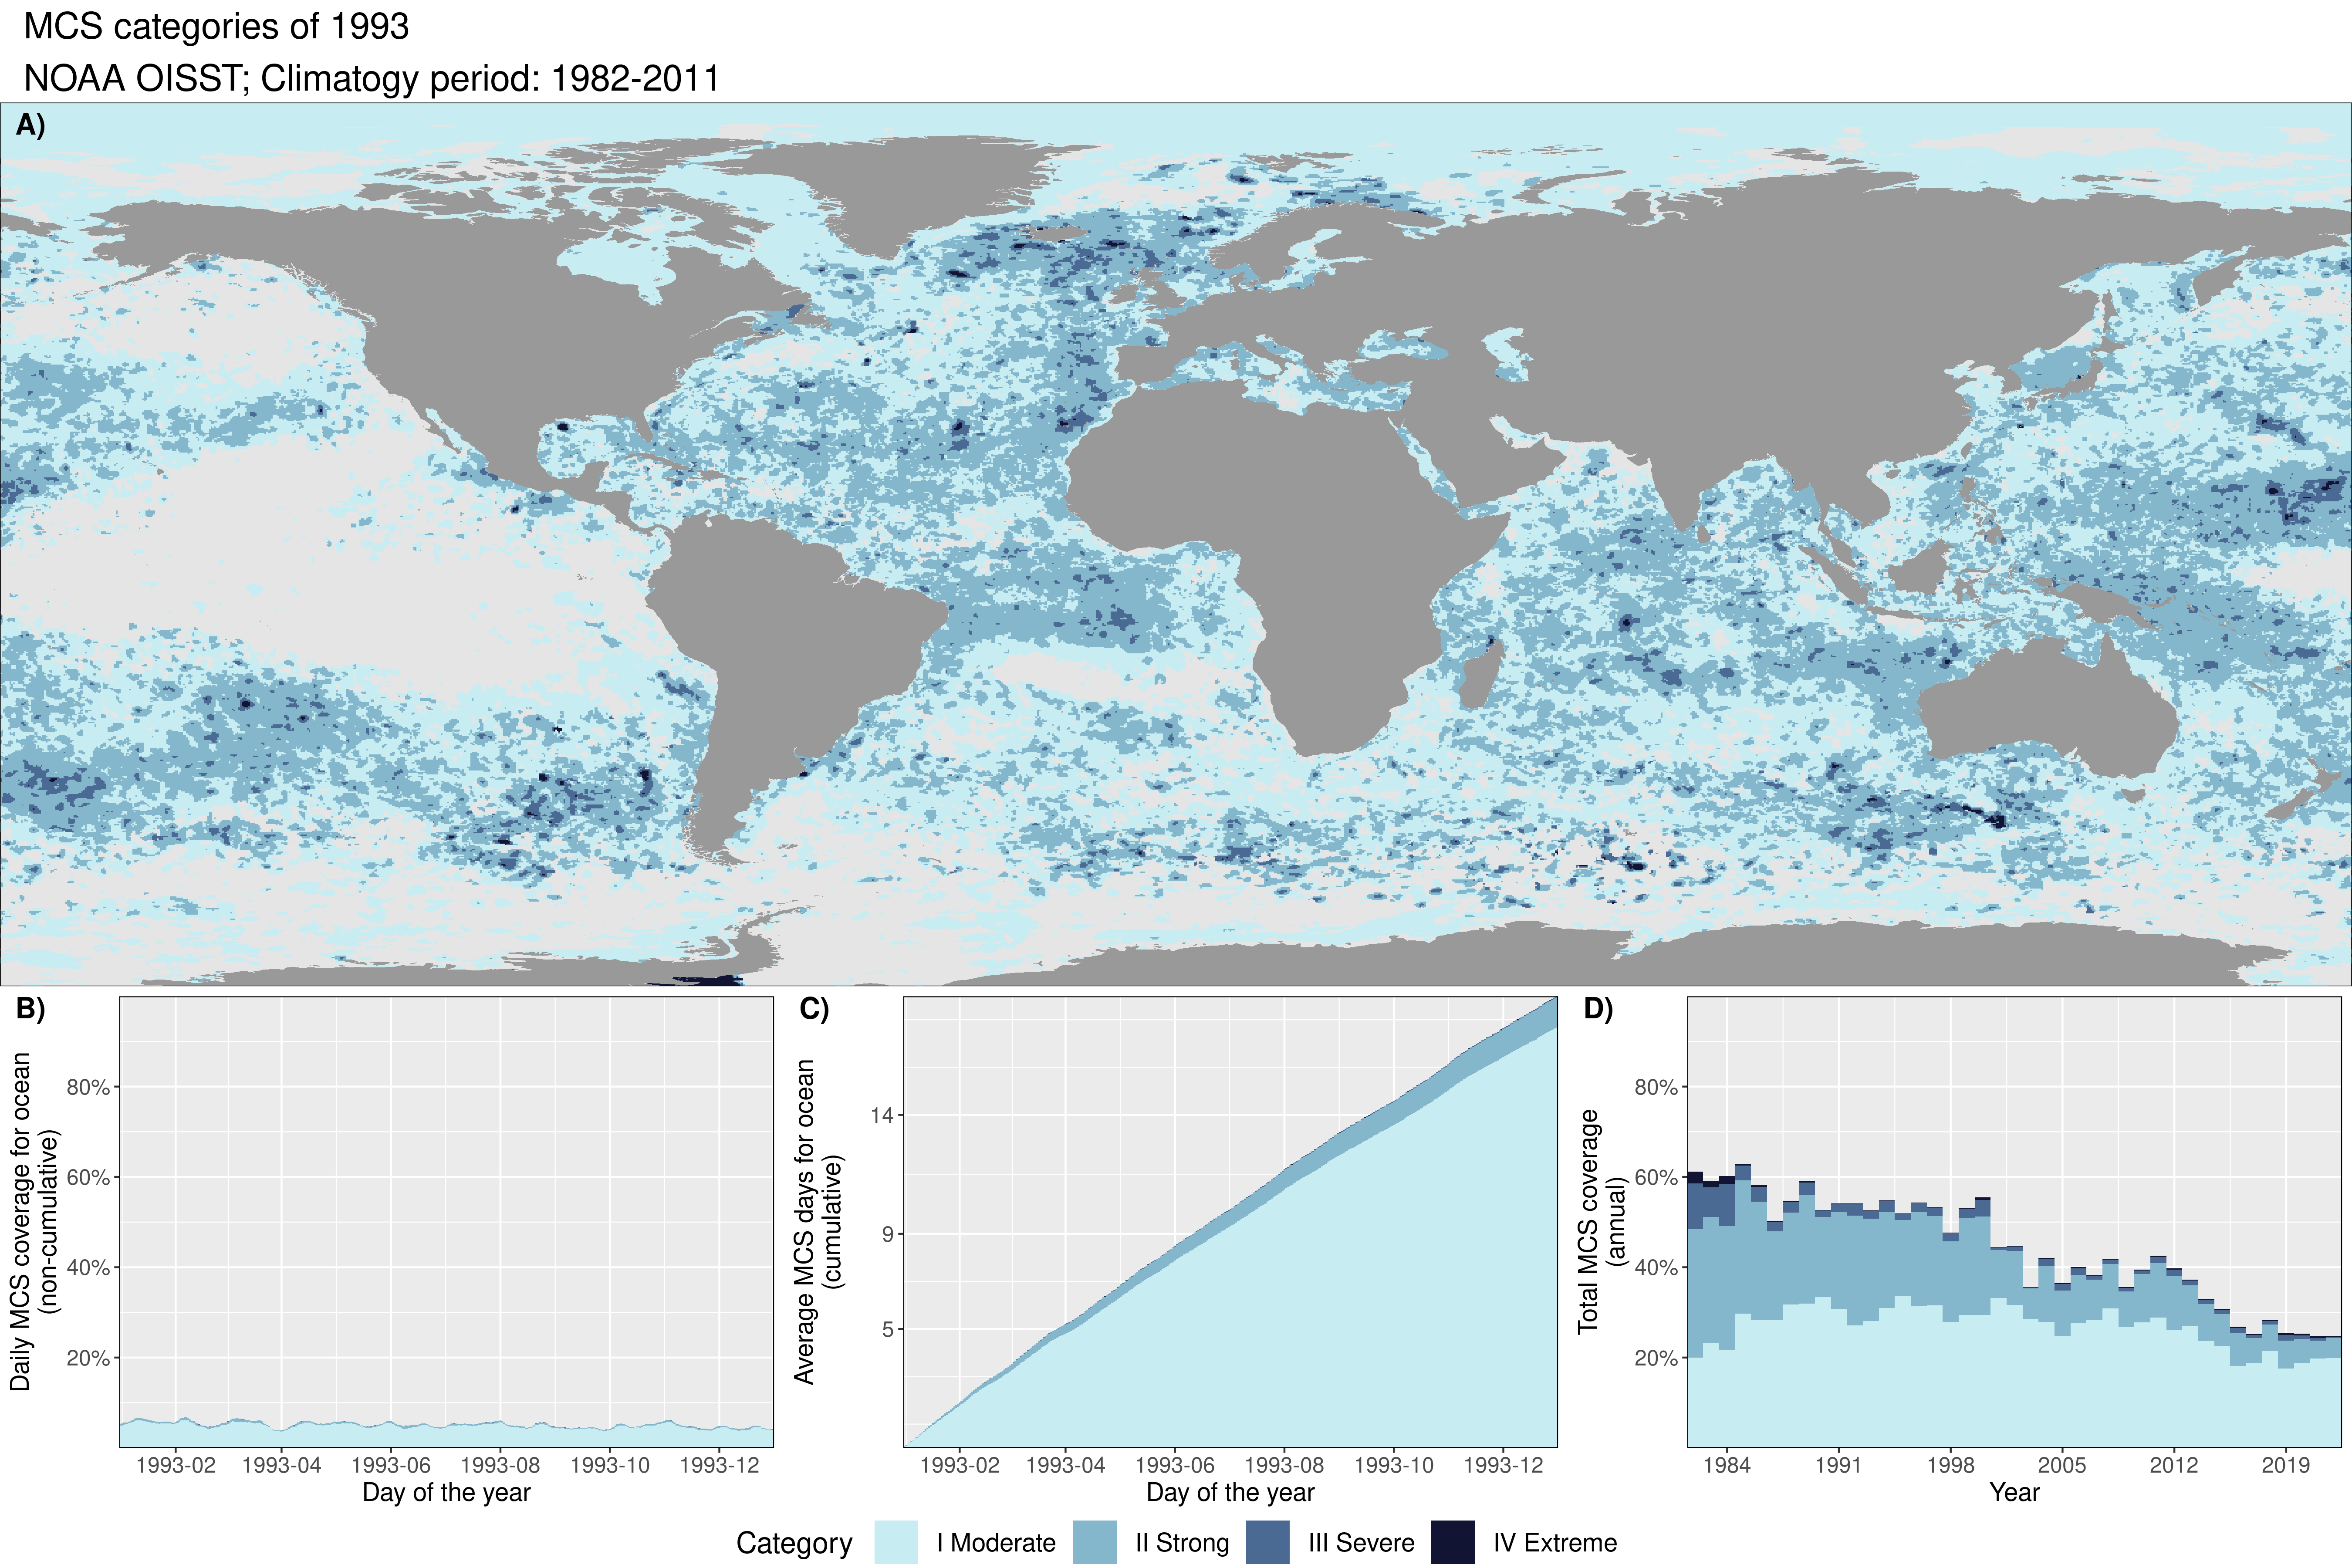 MCS categories of 1993
NOAA OISST; Climatogy period: 1982-2011
A)
B)
Daily MCS coverage for ocean
(non-cumulative)
80%
60%
40%
20%
1993-02 1993-04 1993-06 1993-08 1993-10 1993-12
Day of the year
C)
Average MCS days for ocean
(cumulative)
14
9
5
1993-02 1993-04 1993-06 1993-08 1993-10 1993-12
Day of the year
D)
Total MCS coverage
(annual)
80%
60%
40%
20%
1984 1991 1998 2005 2012 2019
Year
Category I Moderate II Strong III Severe IV Extreme